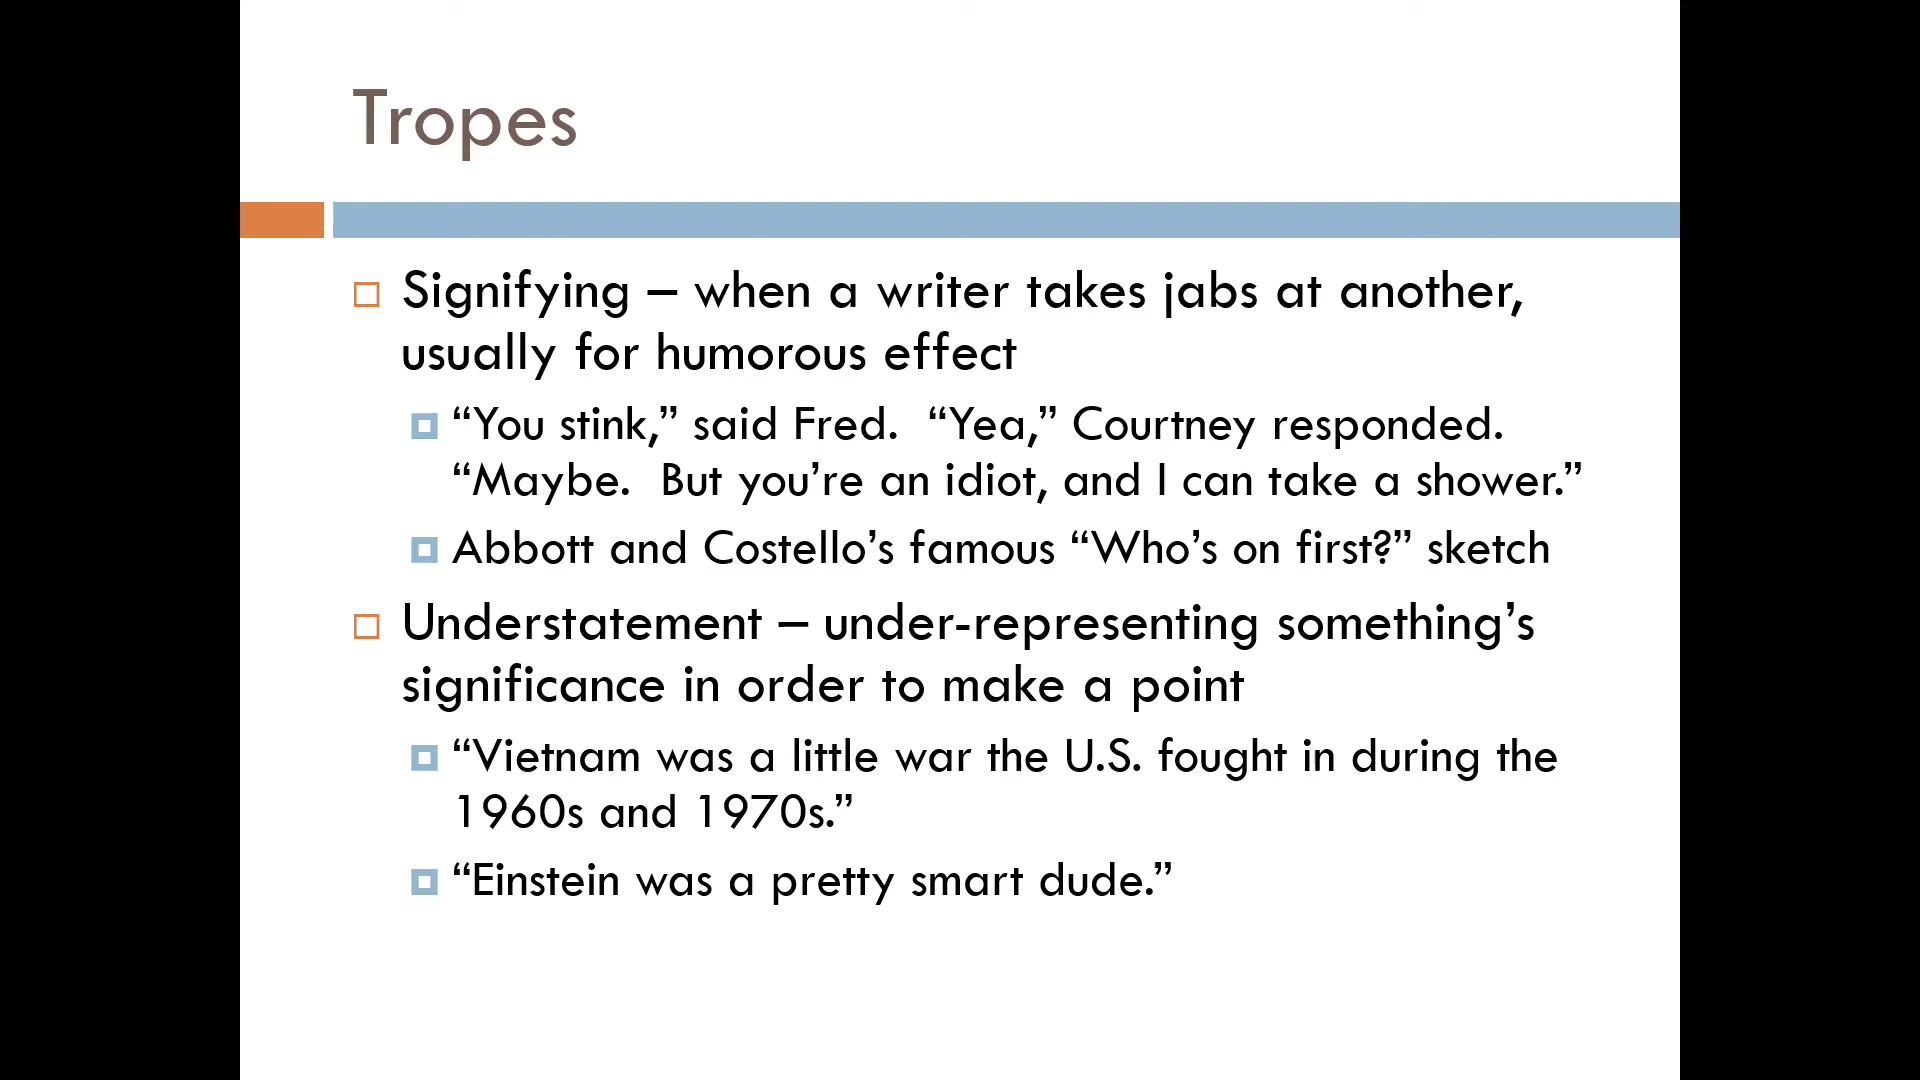 Tropes
Signifying – when a writer takes jabs at another,
usually for humorous effect
“You stink,” said Fred.  “Yea,” Courtney responded.
“Maybe.  But you’re an idiot, and I can take a shower.”
Abbott and Costello’s famous “Who’s on first?” sketch
Understatement – under-representing something’s
significance in order to make a point
“Vietnam was a little war the U.S. fought in during the
1960s and 1970s.”
“Einstein was a pretty smart dude.”